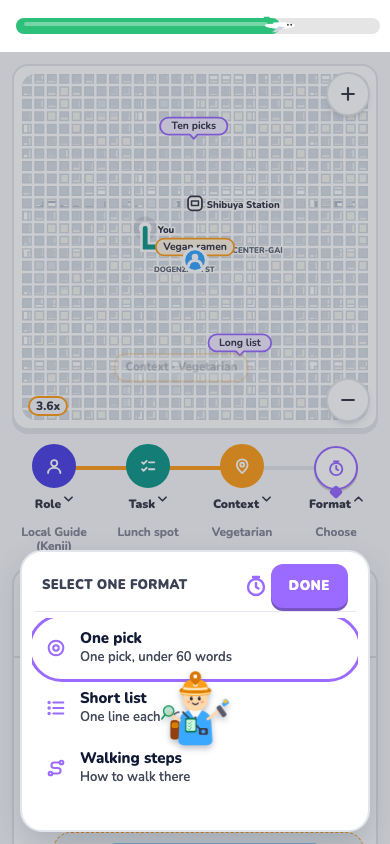 Ten picks
Shibuya Station
You
Vegan ramen
CENTER-GAI
Long list
Context - Vegetarian
3.6x
Role
Task
Context
Format
Local Guide
(Kenji)
Lunch spot
Vegetarian
Choose
SELECT ONE FORMAT
DONE
One pick
One pick, under 60 words
Short list
One line each
Walking steps
How to walk there